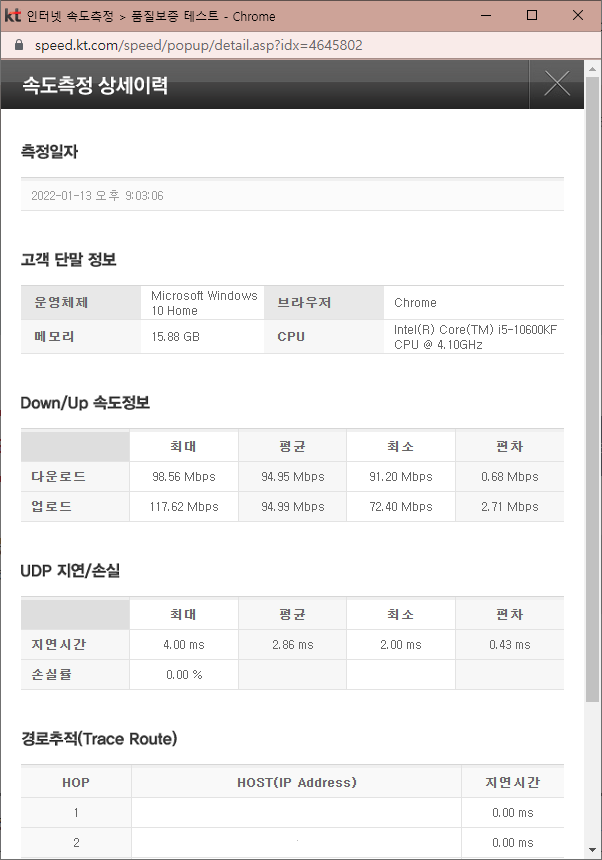 kt 인터넷 속도측정 > 품질보증 테스트 - Chrome
speed.kt.com/speed/popup/detail.asp?idx=4645802
속도측정 상세이력
측정일자
2022-01-13 오후 9:03:06
고객 단말 정보
운영체제 Microsoft Windows 10 Home 브라우저 Chrome
메모리 15.88 GB CPU Intel(R) Core(TM) i5-10600KF CPU @ 4.10GHz
Down/Up 속도정보
최대 평균 최소 편차
다운로드 98.56 Mbps 94.95 Mbps 91.20 Mbps 0.68 Mbps
업로드 117.62 Mbps 94.99 Mbps 72.40 Mbps 2.71 Mbps
UDP 지연/손실
최대 평균 최소 편차
지연시간 4.00 ms 2.86 ms 2.00 ms 0.43 ms
손실률 0.00 %
경로추적(Trace Route)
HOP HOST(IP Address) 지연시간
1 0.00 ms
2 0.00 ms